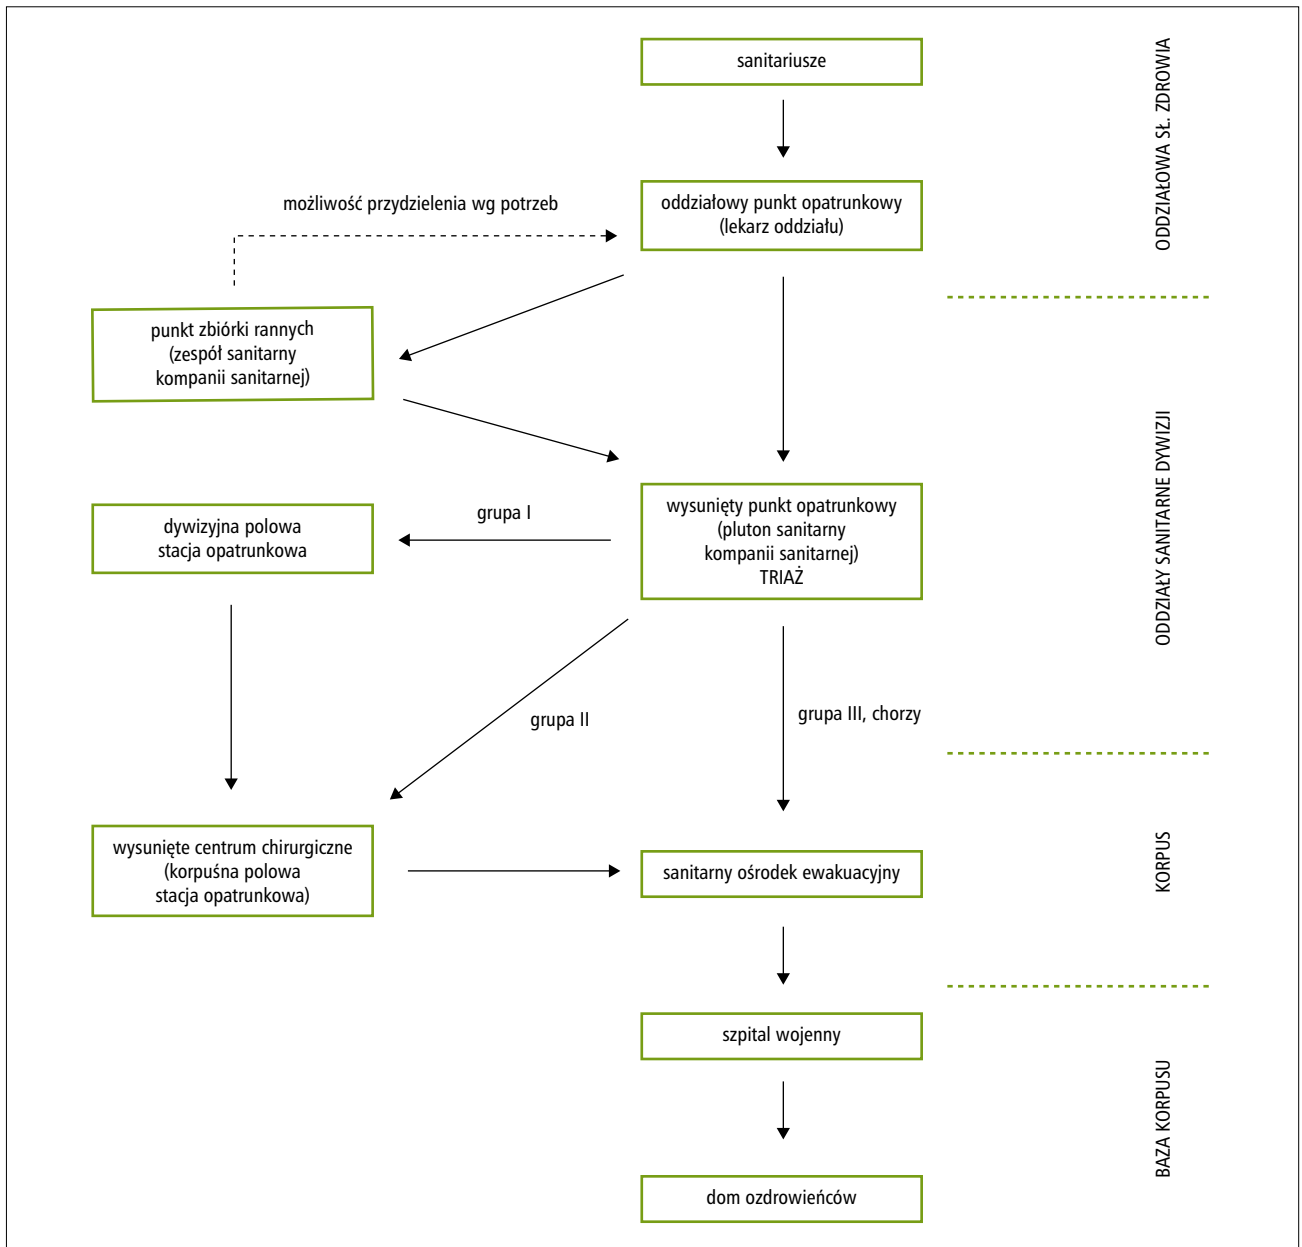 sanitariusze
ODDZIAŁOWA SŁ. ZDROWIA
możliwość przydzielenia wg potrzeb
oddziałowy punkt opatrunkowy
(lekarz oddziału)
punkt zbiórki rannych
(zespół sanitarny
kompanii sanitarnej)
ODDZIAŁY SANITARNE DYWIZJI
wysunięty punkt opatrunkowy
(pluton sanitarny
kompanii sanitarnej)
TRIAŻ
grupa I
dywizyjna polowa
stacja opatrunkowa
grupa II
grupa III, chorzy
wysunięte centrum chirurgiczne
(korpuśna polowa
stacja opatrunkowa)
sanitarny ośrodek ewakuacyjny
KORPUS
szpital wojenny
BAZA KORPUSU
dom ozdrowieńców